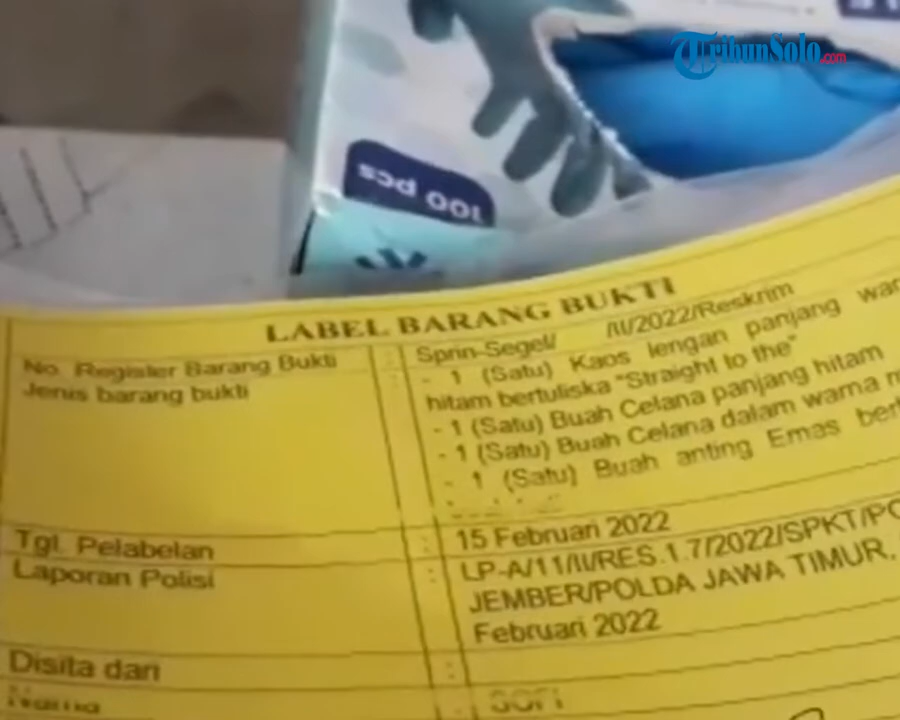 TribunSolo.com
100 pcs
LABEL BARANG BUKTI
No. Register Barang Bukti : Sprin-Segel/ /II/2022/Reskrim
Jenis barang bukti : - 1 (Satu) Kaos lengan panjang
hitam bertuliska "Straight to the"
- 1 (Satu) Buah Celana panjang hitam
- 1 (Satu) Buah Celana dalam warna
- 1 (Satu) Buah anting Emas
Tgl. Pelabelan : 15 Februari 2022
Laporan Polisi : LP-A/11/II/RES.1.7/2022/SPKT/PO
JEMBER/POLDA JAWA TIMUR,
Februari 2022
Disita dari :
Nama :